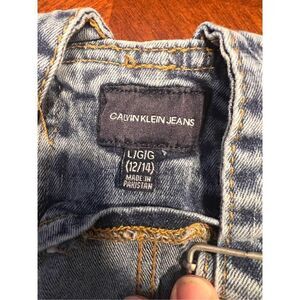 CALVIN KLEIN JEANS
L/G/G
(12/14)
MADE IN
PAKISTAN